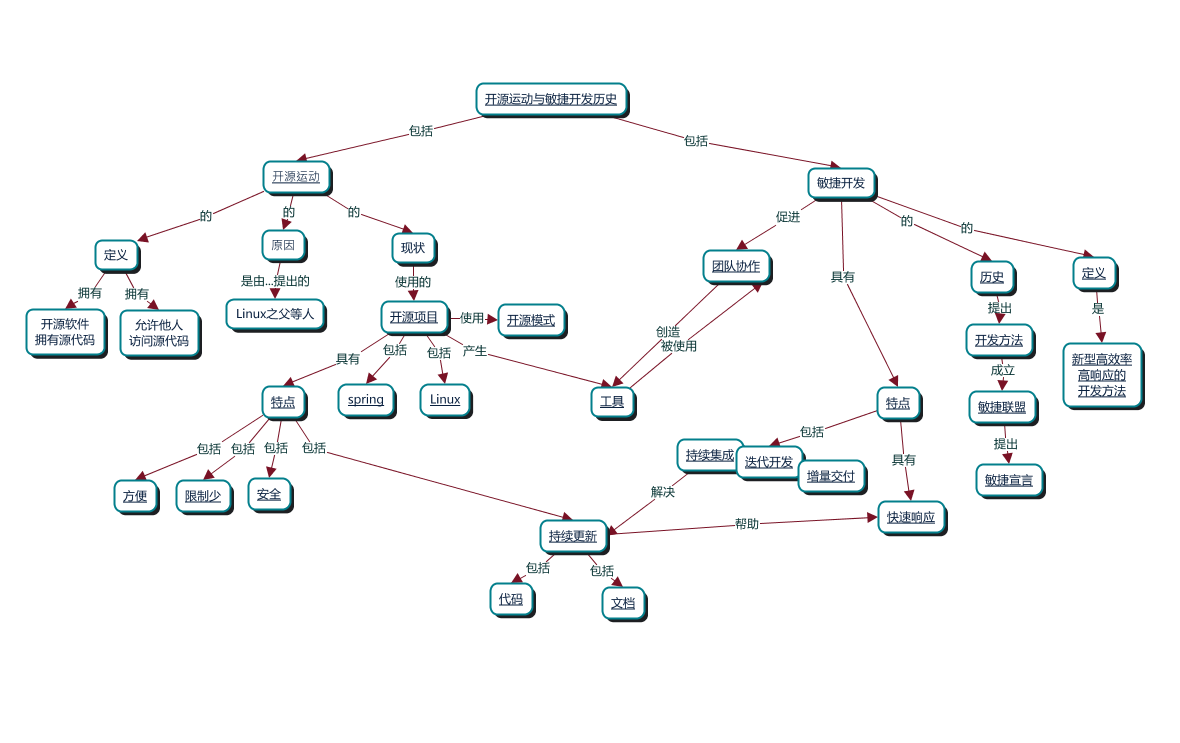 开源运动与敏捷开发历史
包括
包括
开源运动
敏捷开发
的
的
的
促进
的
的
定义
原因
现状
团队协作
具有
历史
定义
拥有
拥有
是由...提出的
使用的
提出
是
开源软件
拥有源代码
允许他人
访问源代码
Linux之父等人
开源项目
使用
开源模式
创造
被使用
开发方法
新型高效率
高响应的
开发方法
具有
包括
包括
产生
成立
特点
spring
Linux
工具
特点
敏捷联盟
包括
包括
包括
包括
包括
具有
提出
持续集成
迭代开发
增量交付
敏捷宣言
方便
限制少
安全
解决
帮助
快速响应
持续更新
包括
包括
代码
文档